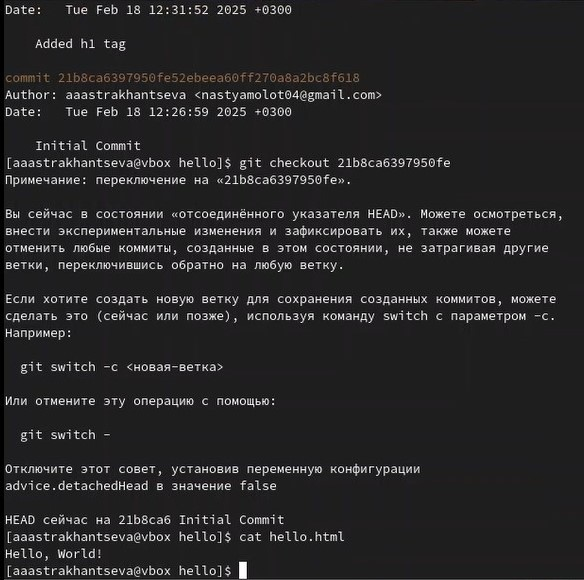 Date:   Tue Feb 18 12:31:52 2025 +0300
Added h1 tag
commit 21b8ca6397950fe52ebeea60ff270a8a2bc8f618
Author: aaastrakhantseva <nastyamolot04@gmail.com>
Date:   Tue Feb 18 12:26:59 2025 +0300
Initial Commit
[aaastrakhantseva@vbox hello]$ git checkout 21b8ca6397950fe
Примечание: переключение на «21b8ca6397950fe».
Вы сейчас в состоянии «отсоединённого указателя HEAD». Можете осмотреться,
внести экспериментальные изменения и зафиксировать их, также можете
отменить любые коммиты, созданные в этом состоянии, не затрагивая другие
ветки, переключившись обратно на любую ветку.
Если хотите создать новую ветку для сохранения созданных коммитов, можете
сделать это (сейчас или позже), используя команду switch с параметром -c.
Например:
git switch -c <новая-ветка>
Или отмените эту операцию с помощью:
git switch -
Отключите этот совет, установив переменную конфигурации
advice.detachedHead в значение false
HEAD сейчас на 21b8ca6 Initial Commit
[aaastrakhantseva@vbox hello]$ cat hello.html
Hello, World!
[aaastrakhantseva@vbox hello]$